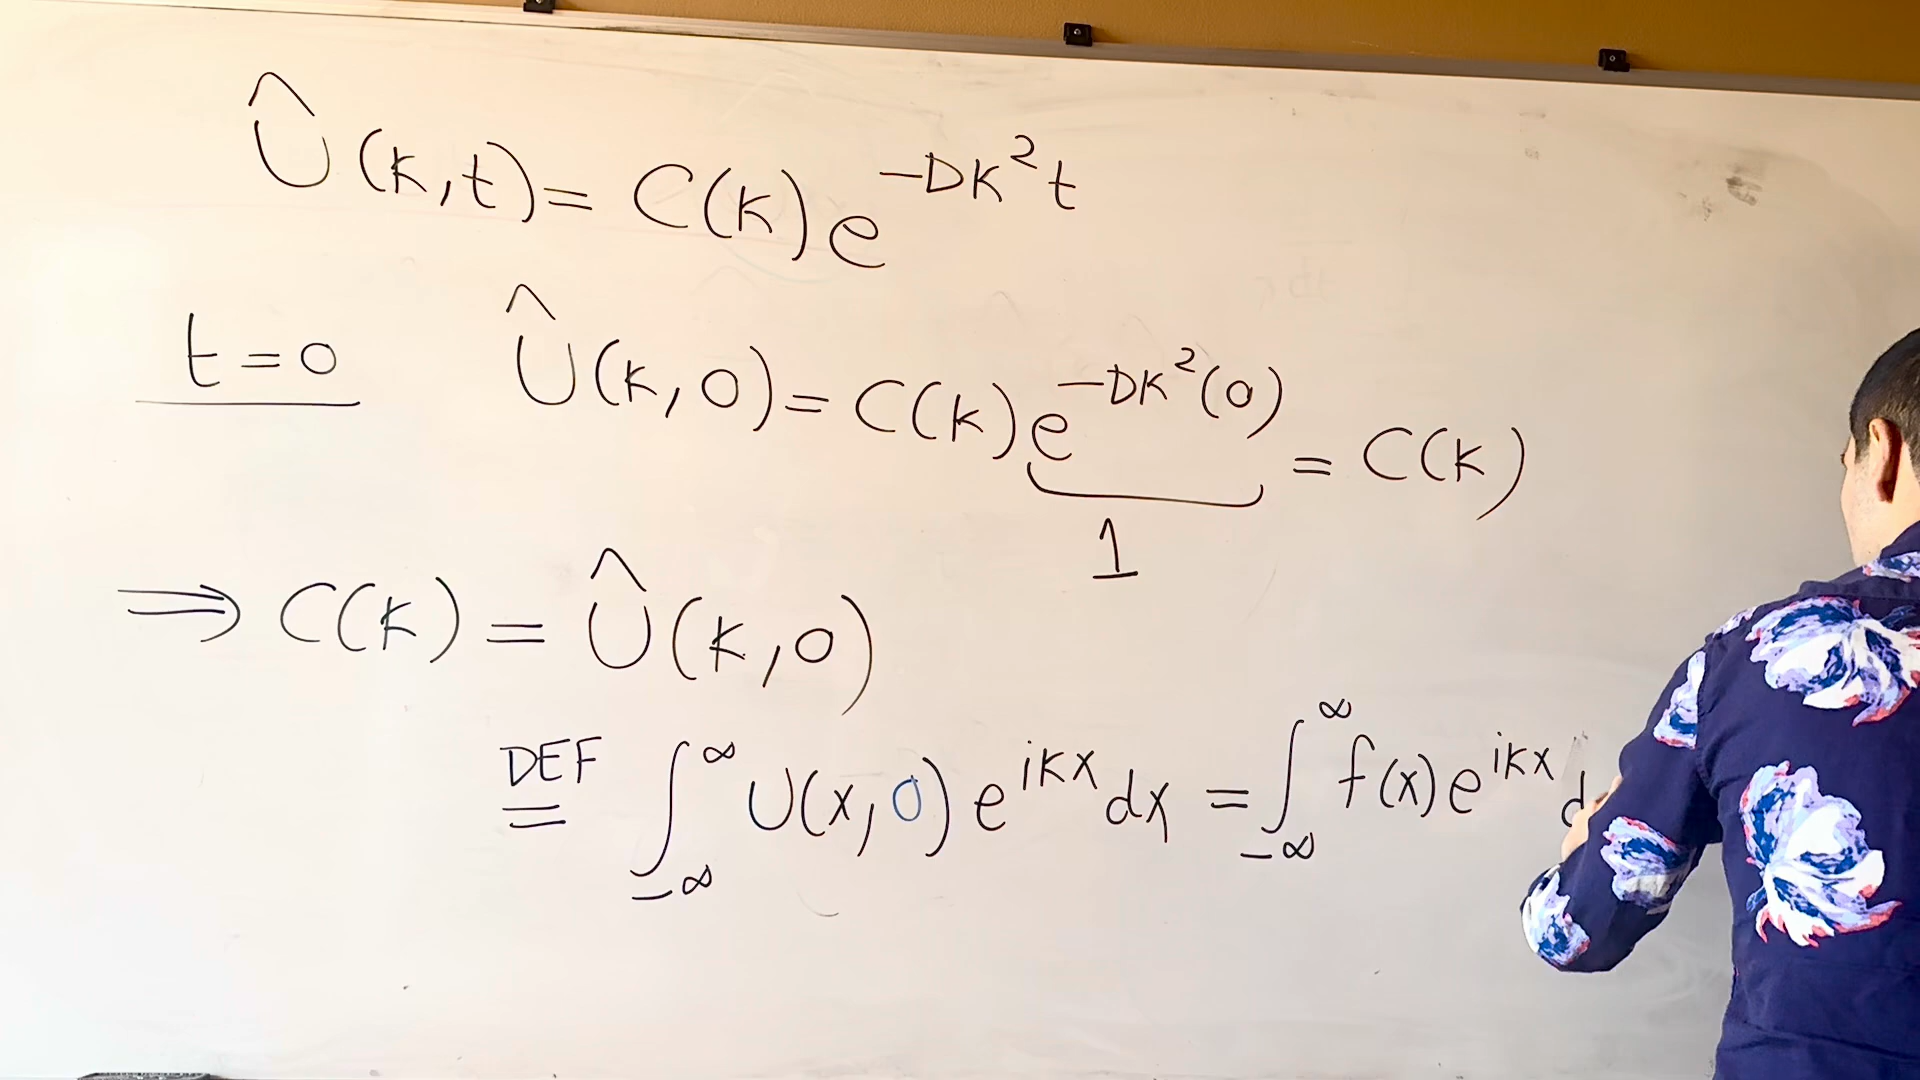 Û(k,t) = C(k)e^{-Dk²t}
t = 0 Û(k,0) = C(k)e^{-Dk²(0)} = C(k)
1
⇒ C(k) = Û(k,0)
DEF = ∫_{-∞}^{∞} U(x,0) e^{ikx} dx = ∫_{-∞}^{∞} f(x) e^{ikx} d